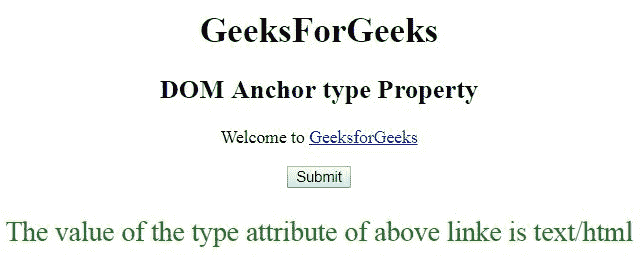 GeeksForGeeks
DOM Anchor type Property
Welcome to GeeksforGeeks
Submit
The value of the type attribute of above linke is text/html